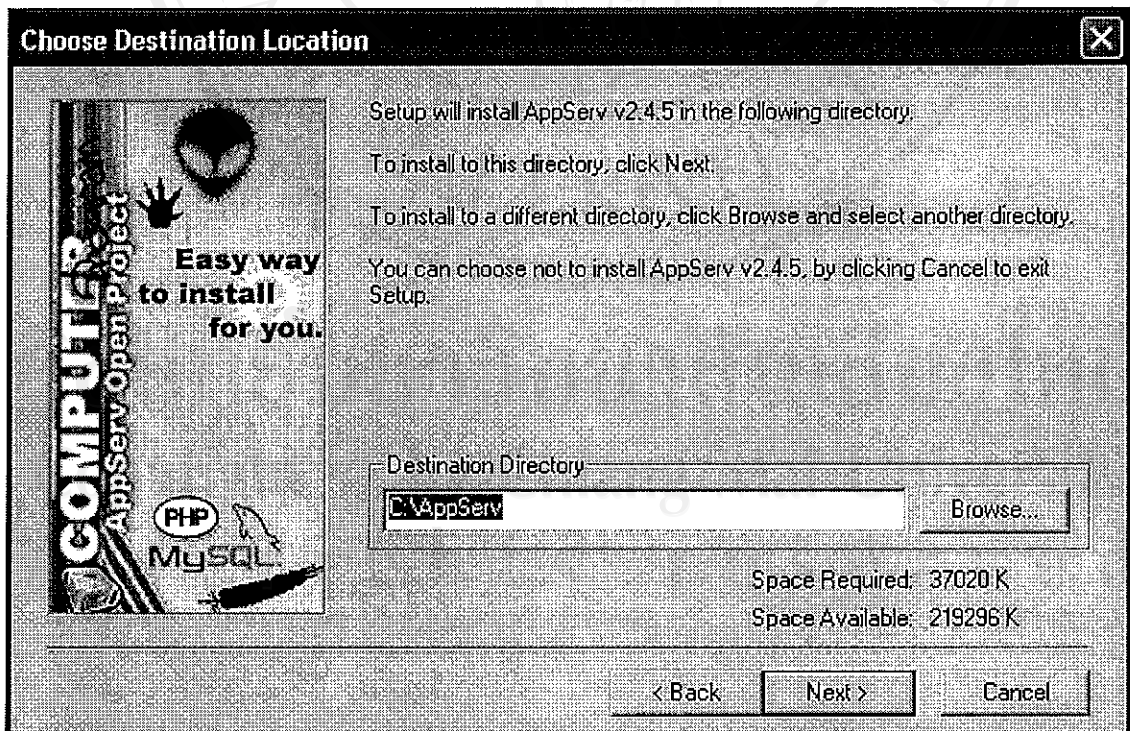 Choose Destination Location
Setup will install AppServ v2.4.5 in the following directory.
To install to this directory, click Next.
To install to a different directory, click Browse and select another directory.
You can choose not to install AppServ v2.4.5, by clicking Cancel to exit
Setup.
COMPUTER
AppServ Open Project
Easy way
to install
for you.
PHP
MySQL
Destination Directory
C:\AppServ
Browse...
Space Required: 37020 K
Space Available: 219296 K
< Back
Next >
Cancel